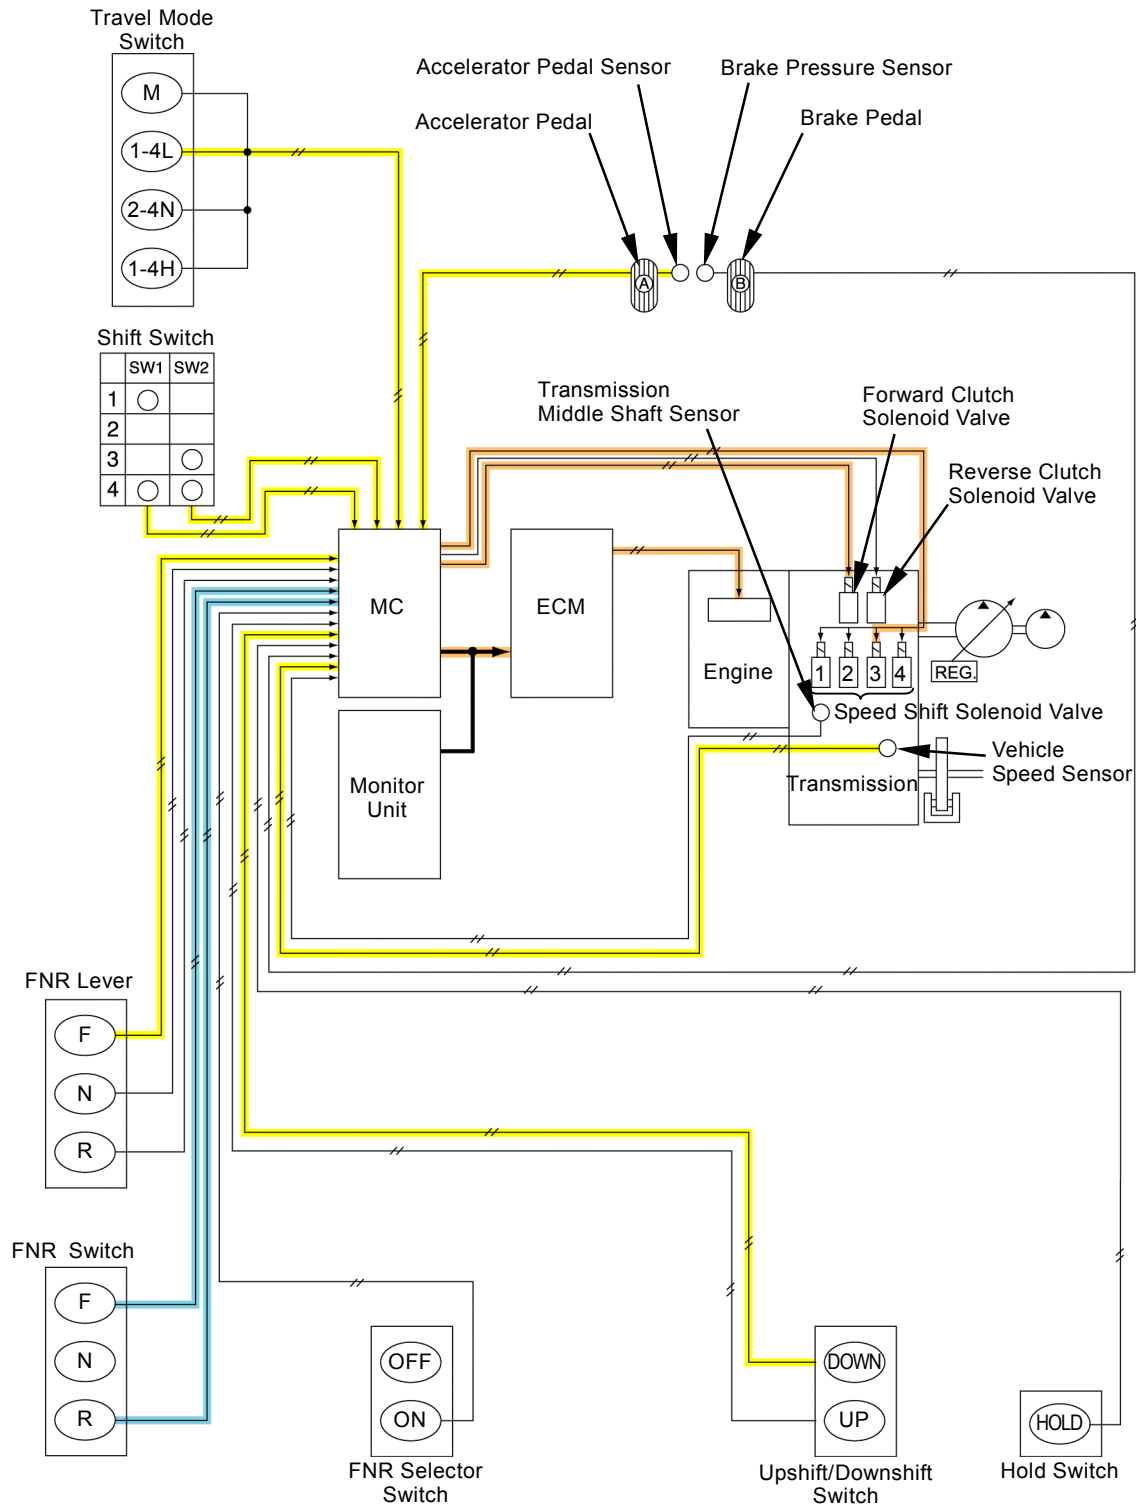 Travel Mode
Switch
M
1-4L
2-4N
1-4H
Accelerator Pedal Sensor
Brake Pressure Sensor
Accelerator Pedal
Brake Pedal
A
B
Shift Switch
SW1 SW2
1
2
3
4
Transmission
Middle Shaft Sensor
Forward Clutch
Solenoid Valve
Reverse Clutch
Solenoid Valve
MC
ECM
Engine
1 2 3 4
REG.
Speed Shift Solenoid Valve
Vehicle
Speed Sensor
Transmission
Monitor
Unit
FNR Lever
F
N
R
FNR Switch
F
N
R
OFF
ON
FNR Selector
Switch
DOWN
UP
Upshift/Downshift
Switch
HOLD
Hold Switch